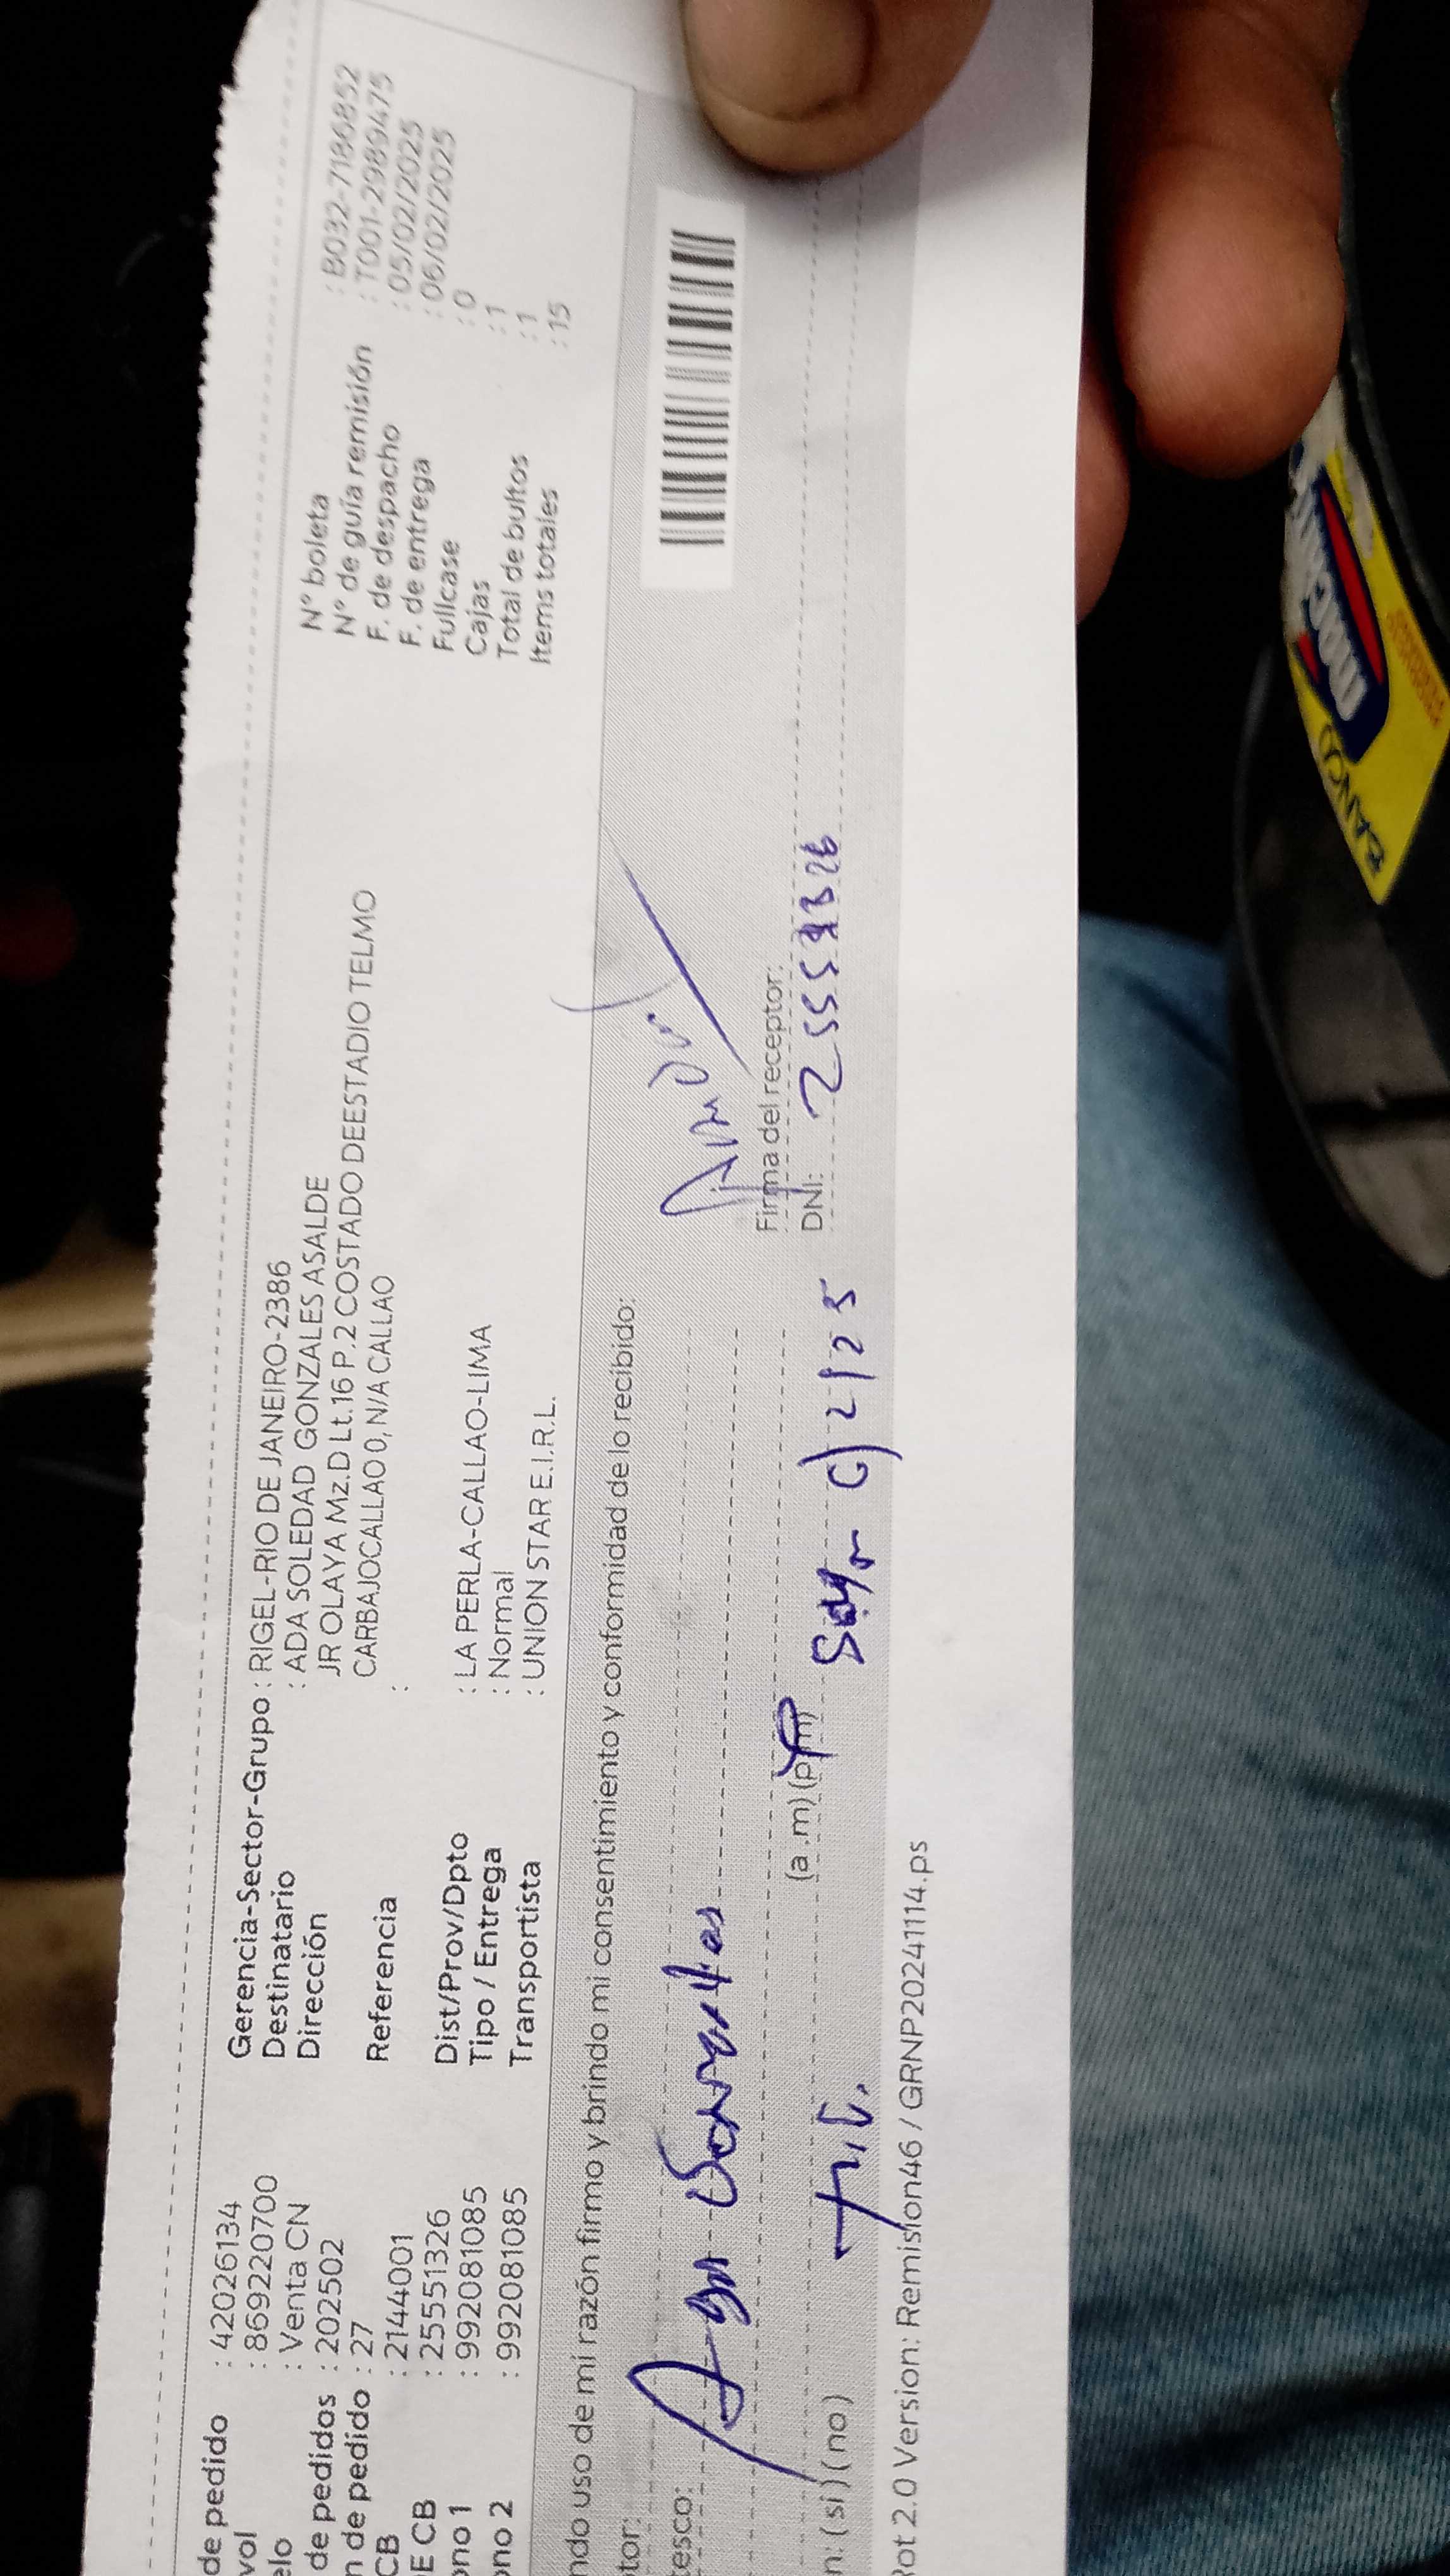 de pedido : 42026134
vol : 869220700
elo : Venta CN
de pedidos : 202502
n de pedido : 27
CB : 2144001
E CB : 25551326
ono 1 : 992081085
ono 2 : 992081085
Gerencia-Sector-Grupo : RIGEL-RIO DE JANEIRO-2386
Destinatario : ADA SOLEDAD GONZALES ASALDE
Dirección JR OLAYA Mz.D Lt.16 P.2 COSTADO DEESTADIO TELMO
CARBAJOCALLAO 0, N/A CALLAO
Referencia :
Dist/Prov/Dpto : LA PERLA-CALLAO-LIMA
Tipo / Entrega : Normal
Transportista : UNION STAR E.I.R.L.
N° boleta : B032-7186852
N° de guía remisión : T001-2989475
F. de despacho : 05/02/2025
F. de entrega : 06/02/2025
Fullcase : 0
Cajas : 1
Total de bultos : 1
Items totales : 15
ndo uso de mi razón firmo y brindo mi consentimiento y conformidad de lo recibido:
tor:
tesco:
(a .m) (p.m)
n: (si) (no)
Firma del receptor:
DNI:
Rot 2.0 Version: Remision46 / GRNP20241114.ps
BANCO